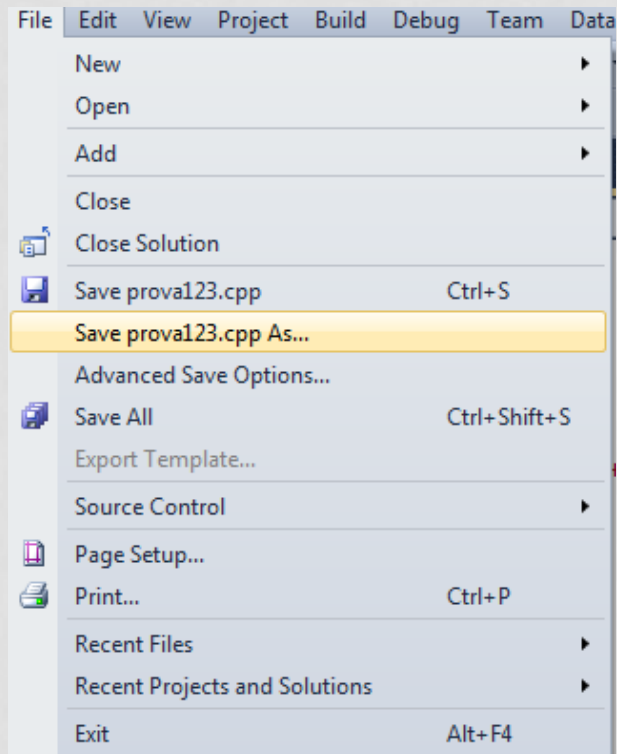 File Edit View Project Build Debug Team Data
New
Open
Add
Close
Close Solution
Save prova123.cpp Ctrl+S
Save prova123.cpp As...
Advanced Save Options...
Save All Ctrl+Shift+S
Export Template...
Source Control
Page Setup...
Print... Ctrl+P
Recent Files
Recent Projects and Solutions
Exit Alt+F4